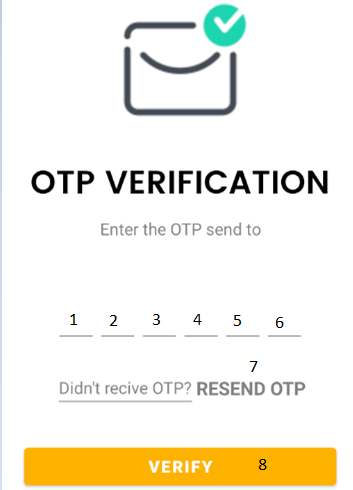 OTP VERIFICATION
Enter the OTP send to
1 2 3 4 5 6
7
Didn't recive OTP? RESEND OTP
VERIFY 8